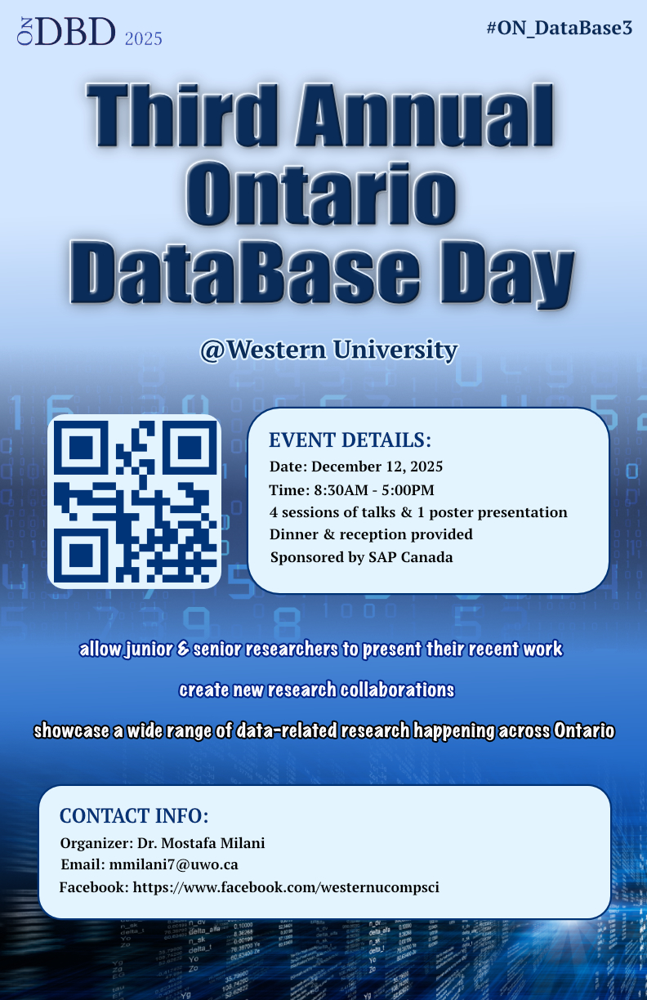 ON DBD 2025
#ON_DataBase3
Third Annual
Ontario
DataBase Day
@Western University
EVENT DETAILS:
Date: December 12, 2025
Time: 8:30AM - 5:00PM
4 sessions of talks & 1 poster presentation
Dinner & reception provided
Sponsored by SAP Canada
allow junior & senior researchers to present their recent work
create new research collaborations
showcase a wide range of data-related research happening across Ontario
CONTACT INFO:
Organizer: Dr. Mostafa Milani
Email: mmilani7@uwo.ca
Facebook: https://www.facebook.com/westernucompsci